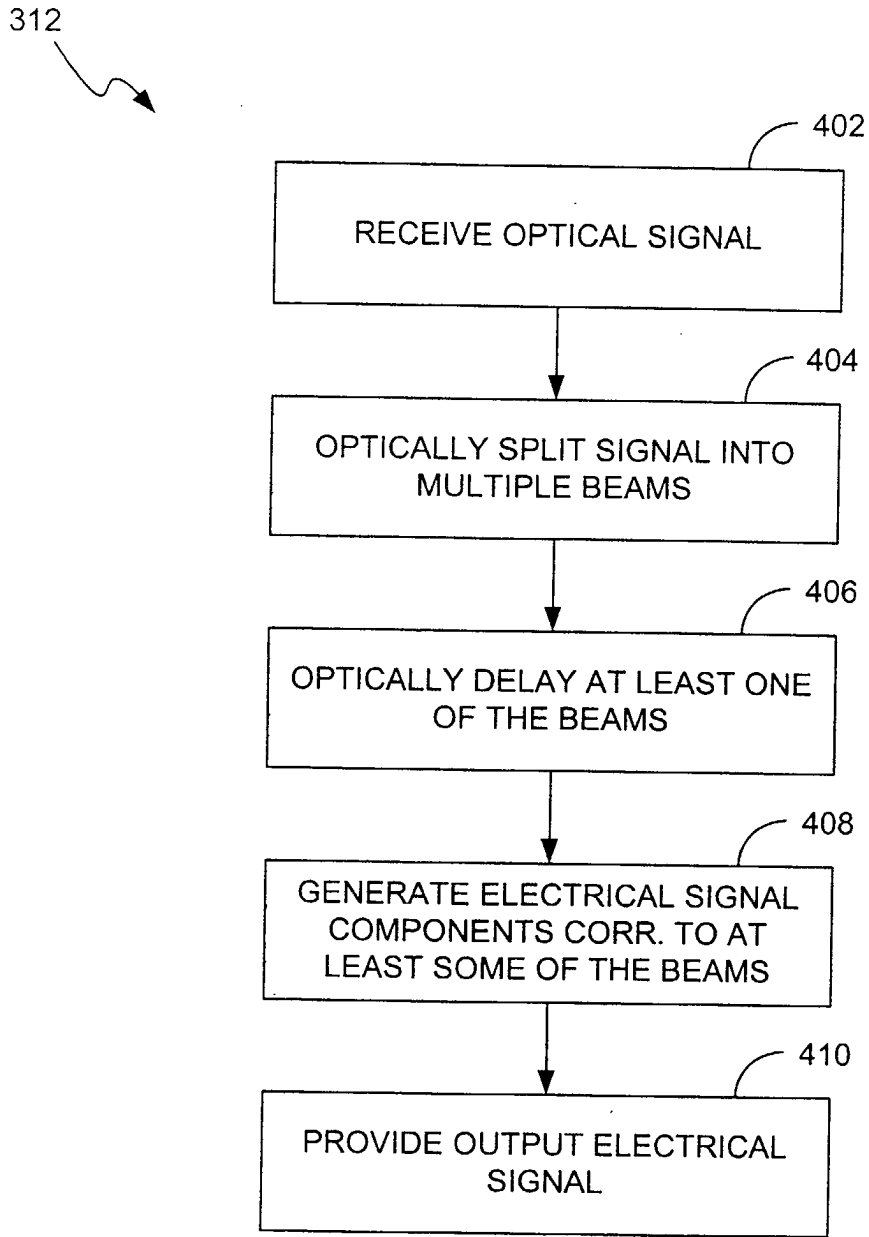 312
402
RECEIVE OPTICAL SIGNAL
404
OPTICALLY SPLIT SIGNAL INTO
MULTIPLE BEAMS
406
OPTICALLY DELAY AT LEAST ONE
OF THE BEAMS
408
GENERATE ELECTRICAL SIGNAL
COMPONENTS CORR. TO AT
LEAST SOME OF THE BEAMS
410
PROVIDE OUTPUT ELECTRICAL
SIGNAL